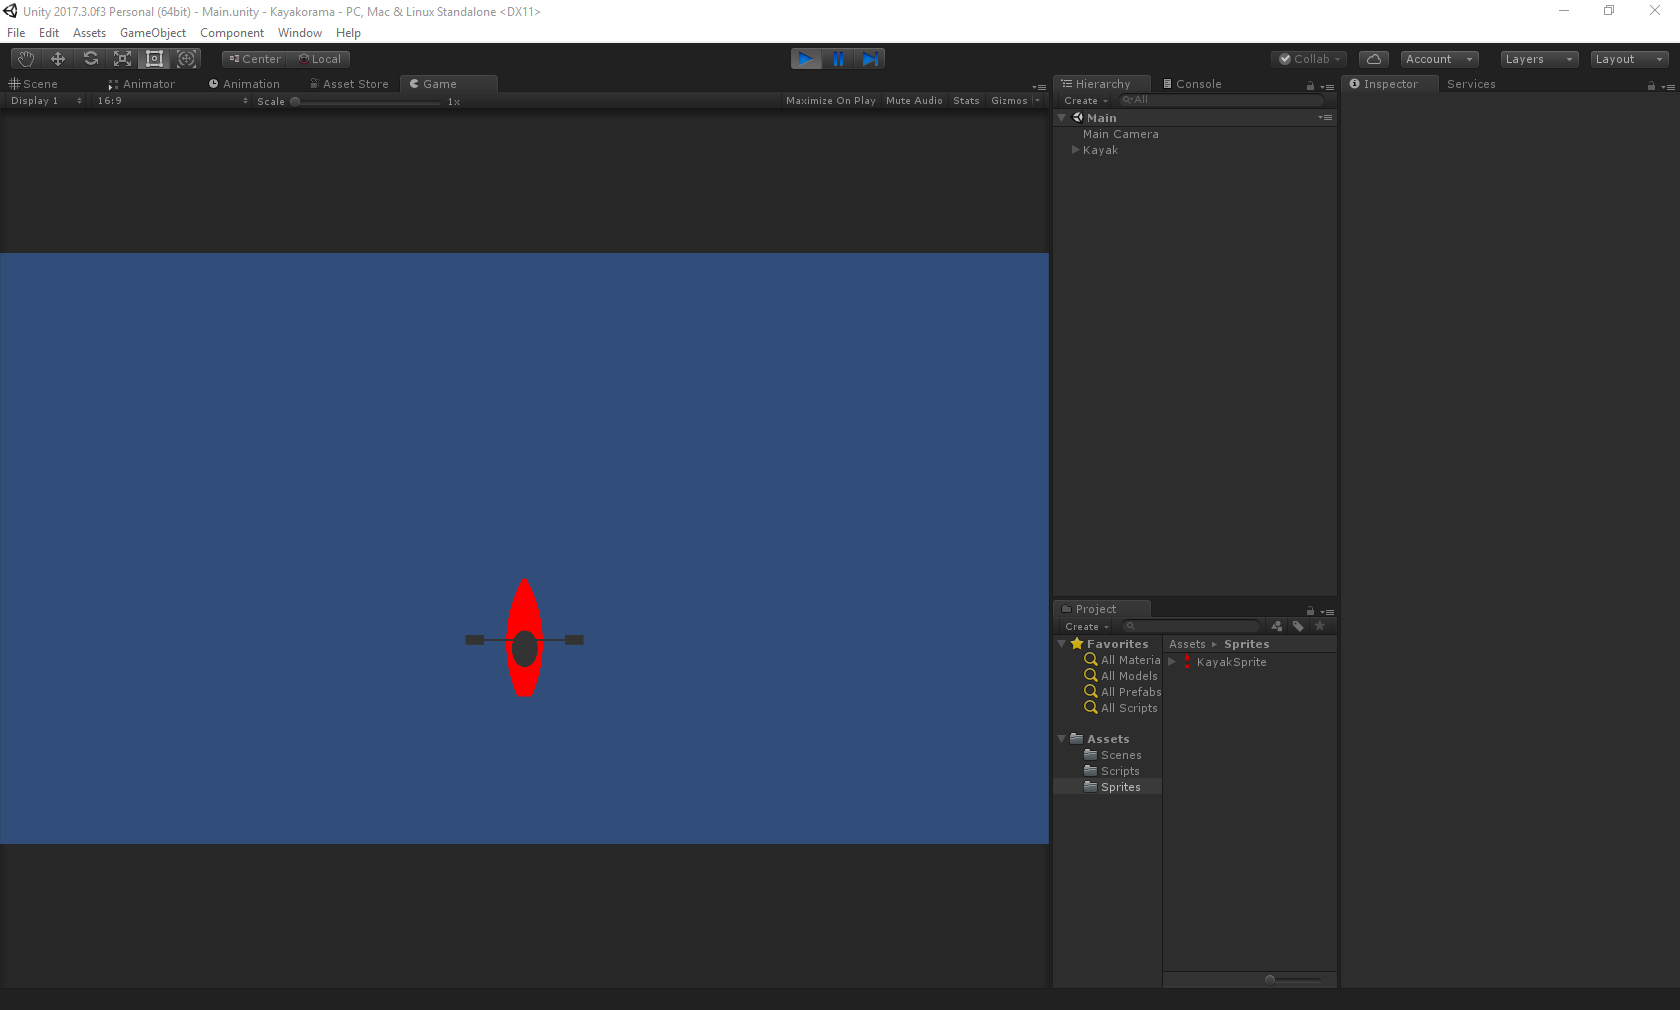 Unity 2017.3.0f3 Personal (64bit) - Main.unity - Kayakorama - PC, Mac & Linux Standalone <DX11>
File Edit Assets GameObject Component Window Help
Center Local Collab Account Layers Layout
Scene Animator Animation Asset Store Game
Display 1 16:9 Scale 1x Maximize On Play Mute Audio Stats Gizmos
Hierarchy Console
Create All
Main
Main Camera
Kayak
Project
Create
Favorites
All Materia
All Models
All Prefabs
All Scripts
Assets
Scenes
Scripts
Sprites
Assets Sprites
KayakSprite
Inspector Services